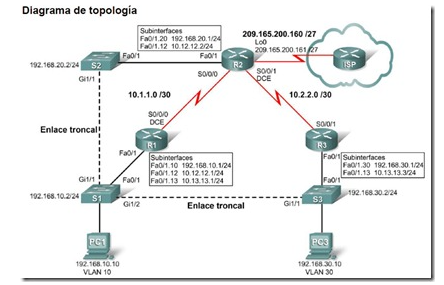 Diagrama de topología
Subinterfaces
Fa0/1.20 192.168.20.1/24
Fa0/1.12 10.12.12.2/24
209.165.200.160 /27
Lo0
209.165.200.161 /27
192.168.20.2/24
S2
Fa0/1
Fa0/1
R2
ISP
Gi1/1
S0/0/0
S0/0/1
DCE
10.1.1.0 /30
10.2.2.0 /30
Enlace troncal
S0/0/0
DCE
S0/0/1
R1
Fa0/1
Subinterfaces
Fa0/1.10 192.168.10.1/24
Fa0/1.12 10.12.12.1/24
Fa0/1.13 10.13.13.1/24
R3
Fa0/1
Subinterfaces
Fa0/1.30 192.168.30.1/24
Fa0/1.13 10.13.13.3/24
Gi1/1
Fa0/1
192.168.10.2/24
S1
Gi1/2
Enlace troncal
Gi1/1
S3
192.168.30.2/24
PC1
PC3
192.168.10.10
VLAN 10
192.168.30.10
VLAN 30